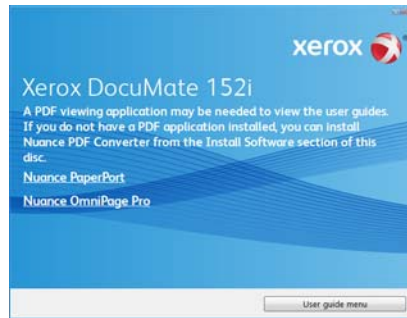 xerox
Xerox DocuMate 152i
A PDF viewing application may be needed to view the user guides.
If you do not have a PDF application installed, you can install
Nuance PDF Converter from the Install Software section of this
disc.
Nuance PaperPort
Nuance OmniPage Pro
User guide menu